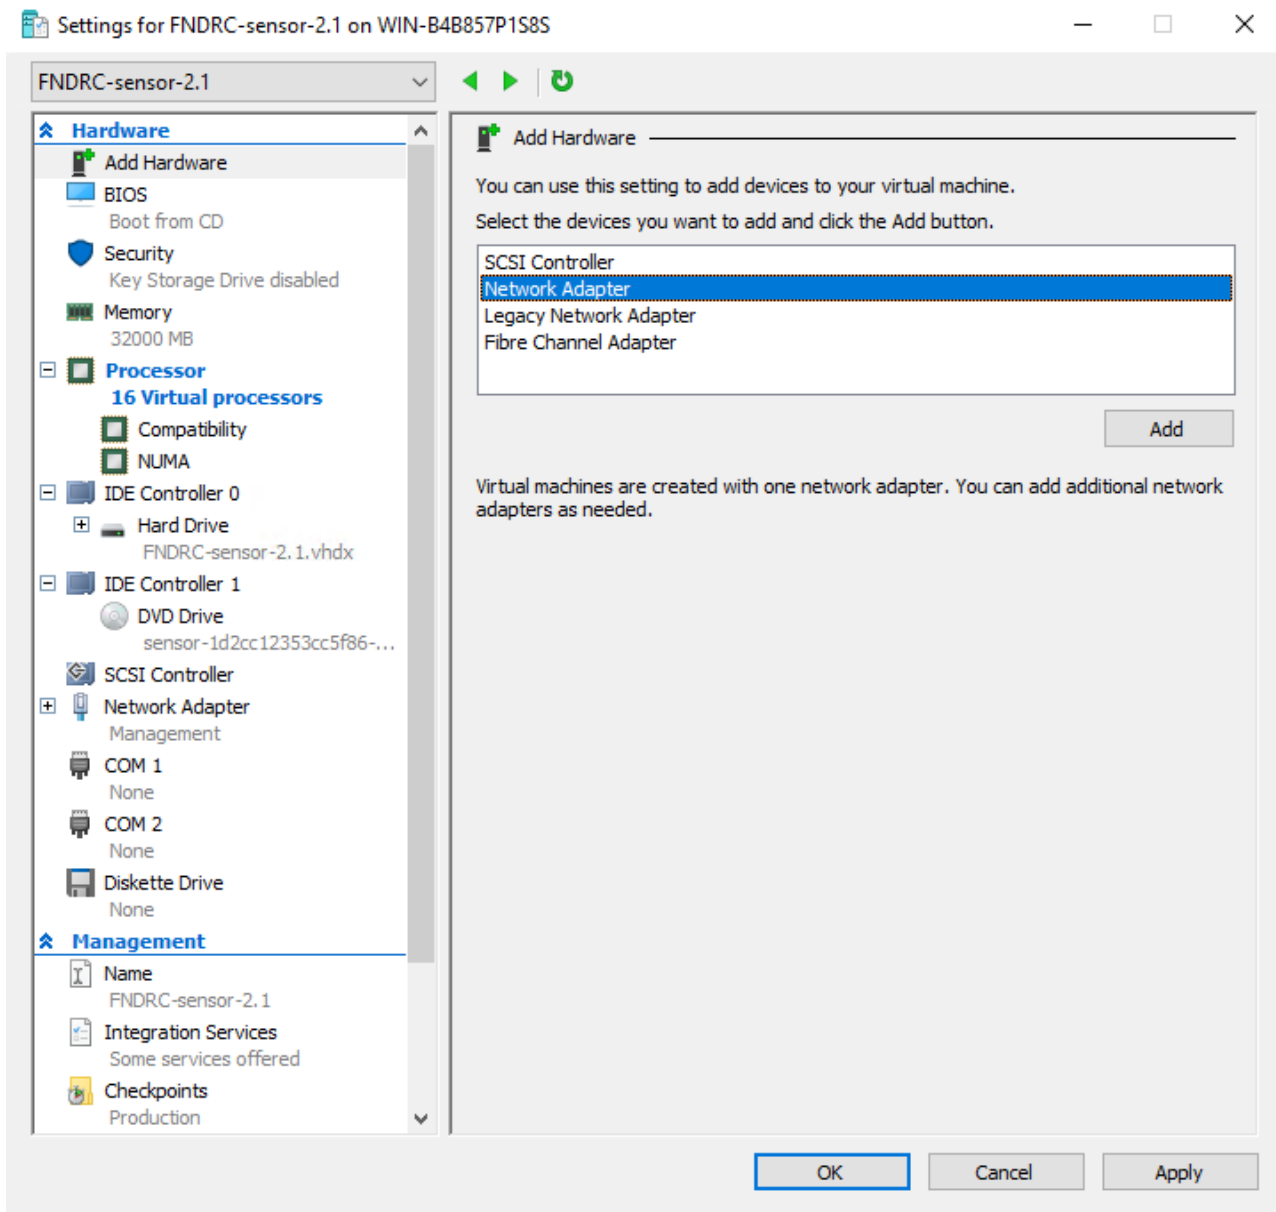 Settings for FNDRC-sensor-2.1 on WIN-B4B857P1S8S
FNDRC-sensor-2.1
Hardware
Add Hardware
BIOS
Boot from CD
Security
Key Storage Drive disabled
Memory
32000 MB
Processor
16 Virtual processors
Compatibility
NUMA
IDE Controller 0
Hard Drive
FNDRC-sensor-2.1.vhdx
IDE Controller 1
DVD Drive
sensor-1d2cc12353cc5f86-...
SCSI Controller
Network Adapter
Management
COM 1
None
COM 2
None
Diskette Drive
None
Management
Name
FNDRC-sensor-2.1
Integration Services
Some services offered
Checkpoints
Production
Add Hardware
You can use this setting to add devices to your virtual machine.
Select the devices you want to add and click the Add button.
SCSI Controller
Network Adapter
Legacy Network Adapter
Fibre Channel Adapter
Add
Virtual machines are created with one network adapter. You can add additional network
adapters as needed.
OK
Cancel
Apply